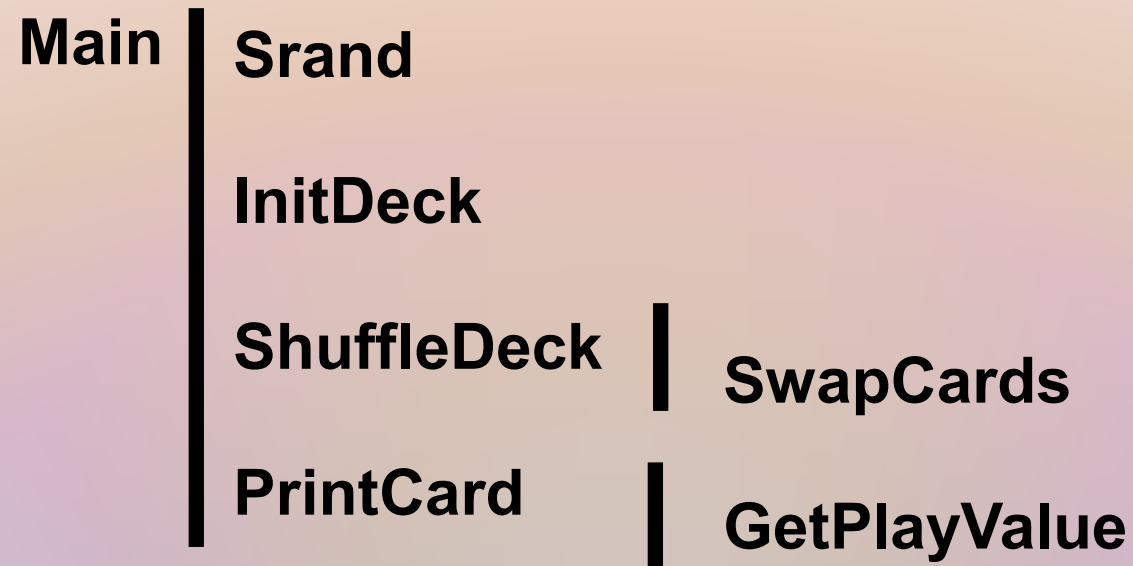 Main
Srand
InitDeck
ShuffleDeck
SwapCards
PrintCard
GetPlayValue